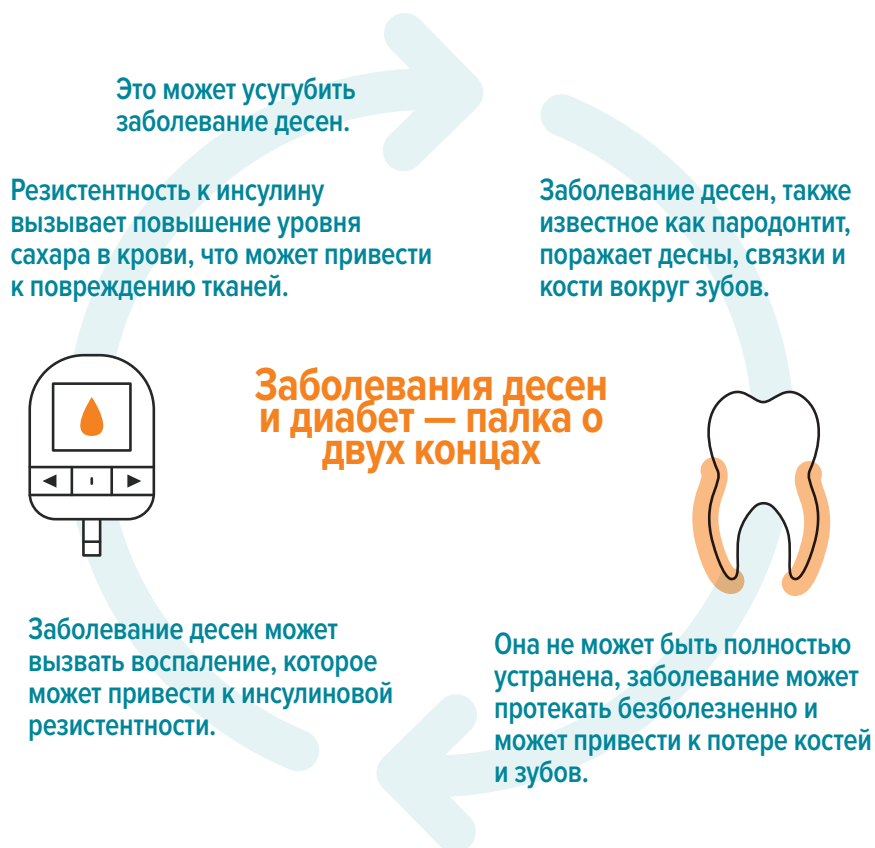 Это может усугубить
заболевание десен.
Резистентность к инсулину
вызывает повышение уровня
сахара в крови, что может привести
к повреждению тканей.
Заболевание десен, также
известное как пародонтит,
поражает десны, связки и
кости вокруг зубов.
Заболевания десен
и диабет — палка о
двух концах
Заболевание десен может
вызвать воспаление, которое
может привести к инсулиновой
резистентности.
Она не может быть полностью
устранена, заболевание может
протекать безболезненно и
может привести к потере костей
и зубов.